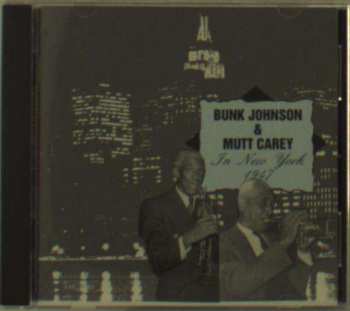 BUNK JOHNSON
&
MUTT CAREY
In New York
1947